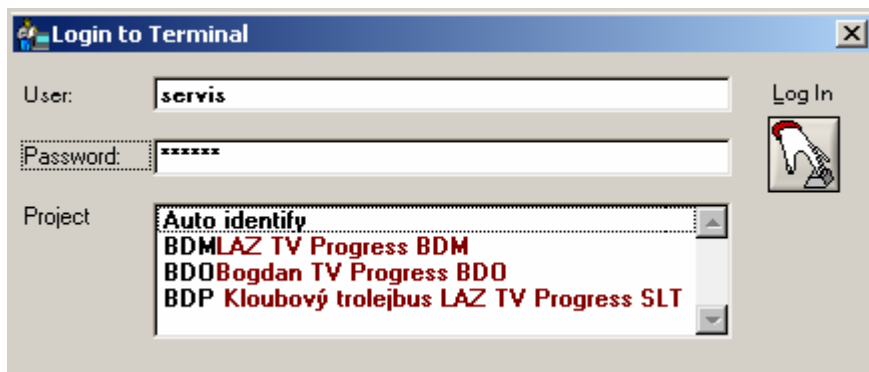 Login to Terminal
User: servis
Log In
Password: ******
Project
Auto identify
BDMLAZ TV Progress BDM
BDOBogdan TV Progress BDO
BDP Kloubový trolejbus LAZ TV Progress SLT